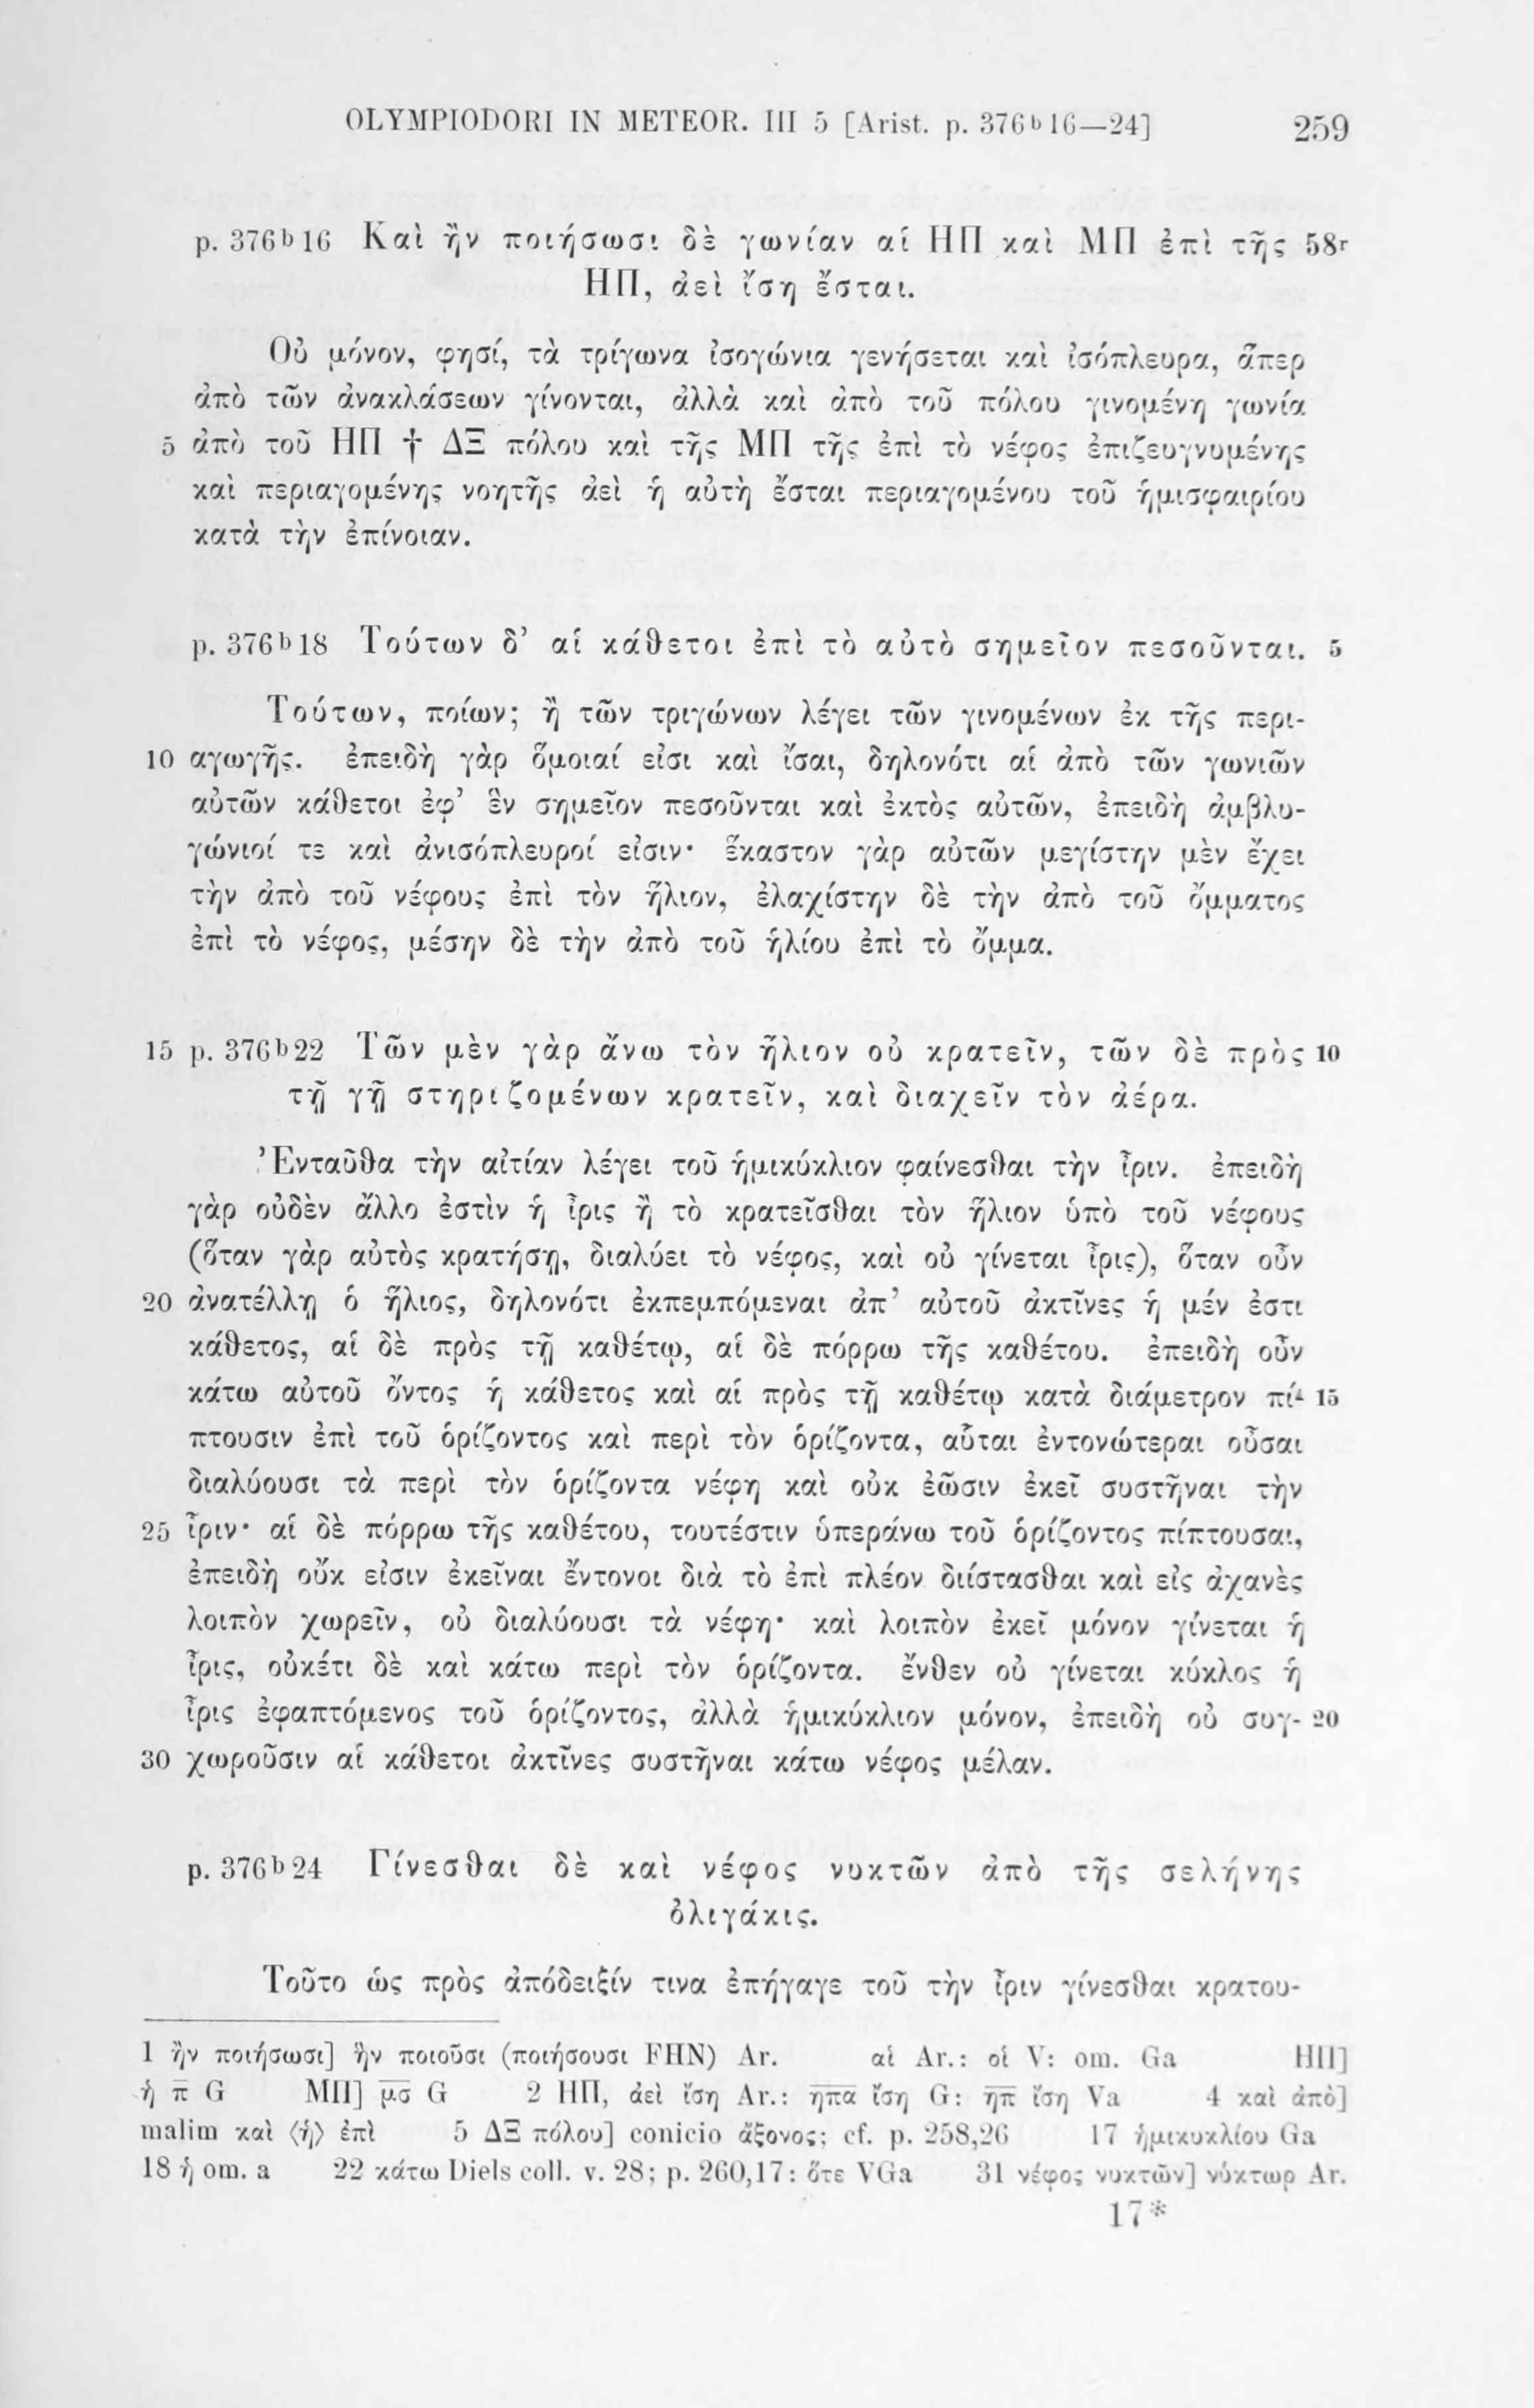 OLYMPIODORI IN METEOR. III 5 [Arist. p. 376ᵇ16—24] 259
p. 376ᵇ16 Καὶ ἢν ποιήσωσι δὲ γωνίαν αἱ ΗΠ καὶ ΜΠ ἐπὶ τῆς 58ʳ
ΗΠ, ἀεὶ ἴση ἔσται.
Οὐ μόνον, φησί, τὰ τρίγωνα ἰσογώνια γενήσεται καὶ ἰσόπλευρα, ἅπερ
ἀπὸ τῶν ἀνακλάσεων γίνονται, ἀλλὰ καὶ ἀπὸ τοῦ πόλου γινομένη γωνία
5 ἀπὸ τοῦ ΗΠ † ΔΞ πόλου καὶ τῆς ΜΠ τῆς ἐπὶ τὸ νέφος ἐπιζευγνυμένης
καὶ περιαγομένης νοητῆς ἀεὶ ἡ αὐτὴ ἔσται περιαγομένου τοῦ ἡμισφαιρίου
κατὰ τὴν ἐπίνοιαν.
p. 376ᵇ18 Τούτων δ’ αἱ κάθετοι ἐπὶ τὸ αὐτὸ σημεῖον πεσοῦνται. 5
Τούτων, ποίων; ἢ τῶν τριγώνων λέγει τῶν γινομένων ἐκ τῆς περι-
10 αγωγῆς. ἐπειδὴ γὰρ ὅμοιαί εἰσι καὶ ἴσαι, δηλονότι αἱ ἀπὸ τῶν γωνιῶν
αὐτῶν κάθετοι ἐφ’ ἓν σημεῖον πεσοῦνται καὶ ἐκτὸς αὐτῶν, ἐπειδὴ ἀμβλυ-
γώνιοί τε καὶ ἀνισόπλευροί εἰσιν· ἕκαστον γὰρ αὐτῶν μεγίστην μὲν ἔχει
τὴν ἀπὸ τοῦ νέφους ἐπὶ τὸν ἥλιον, ἐλαχίστην δὲ τὴν ἀπὸ τοῦ ὄμματος
ἐπὶ τὸ νέφος, μέσην δὲ τὴν ἀπὸ τοῦ ἡλίου ἐπὶ τὸ ὄμμα.
15 p. 376ᵇ22 Τῶν μὲν γὰρ ἄνω τὸν ἥλιον οὐ κρατεῖν, τῶν δὲ πρὸς 10
τῇ γῇ στηριζομένων κρατεῖν, καὶ διαχεῖν τὸν ἀέρα.
Ἐνταῦθα τὴν αἰτίαν λέγει τοῦ ἡμικύκλιον φαίνεσθαι τὴν ἶριν. ἐπειδὴ
γὰρ οὐδὲν ἄλλο ἐστὶν ἡ ἶρις ἢ τὸ κρατεῖσθαι τὸν ἥλιον ὑπὸ τοῦ νέφους
(ὅταν γὰρ αὐτὸς κρατήσῃ, διαλύει τὸ νέφος, καὶ οὐ γίνεται ἶρις), ὅταν οὖν
20 ἀνατέλλῃ ὁ ἥλιος, δηλονότι ἐκπεμπόμεναι ἀπ’ αὐτοῦ ἀκτῖνες ἡ μέν ἐστι
κάθετος, αἱ δὲ πρὸς τῇ καθέτῳ, αἱ δὲ πόρρω τῆς καθέτου. ἐπειδὴ οὖν
κάτω αὐτοῦ ὄντος ἡ κάθετος καὶ αἱ πρὸς τῇ καθέτῳ κατὰ διάμετρον πί- 15
πτουσιν ἐπὶ τοῦ ὁρίζοντος καὶ περὶ τὸν ὁρίζοντα, αὗται ἐντονώτεραι οὖσαι
διαλύουσι τὰ περὶ τὸν ὁρίζοντα νέφη καὶ οὐκ ἐῶσιν ἐκεῖ συστῆναι τὴν
25 ἶριν· αἱ δὲ πόρρω τῆς καθέτου, τουτέστιν ὑπεράνω τοῦ ὁρίζοντος πίπτουσαι,
ἐπειδὴ οὔκ εἰσιν ἐκεῖναι ἔντονοι διὰ τὸ ἐπὶ πλέον διίστασθαι καὶ εἰς ἀχανὲς
λοιπὸν χωρεῖν, οὐ διαλύουσι τὰ νέφη· καὶ λοιπὸν ἐκεῖ μόνον γίνεται ἡ
ἶρις, οὐκέτι δὲ καὶ κάτω περὶ τὸν ὁρίζοντα. ἔνθεν οὐ γίνεται κύκλος ἡ
ἶρις ἐφαπτόμενος τοῦ ὁρίζοντος, ἀλλὰ ἡμικύκλιον μόνον, ἐπειδὴ οὐ συγ- 20
30 χωροῦσιν αἱ κάθετοι ἀκτῖνες συστῆναι κάτω νέφος μέλαν.
p. 376ᵇ24 Γίνεσθαι δὲ καὶ νέφος νυκτῶν ἀπὸ τῆς σελήνης
ὀλιγάκις.
Τοῦτο ὡς πρὸς ἀπόδειξίν τινα ἐπήγαγε τοῦ τὴν ἶριν γίνεσθαι κρατου-
1 ἢν ποιήσωσι] ἣν ποιοῦσι (ποιήσουσι FHN) Ar. αἱ Ar.: οἱ V: om. Ga ΗΠ]
ἡ π̅ G ΜΠ] μ̅σ̅ G 2 ΗΠ, ἀεὶ ἴση Ar.: η̅π̅α̅ ἴση G: η̅π̅ ἴση Va 4 καὶ ἀπὸ]
malim καὶ ⟨ἡ⟩ ἐπὶ 5 ΔΞ πόλου] conicio ἄξονος; cf. p. 258,26 17 ἡμικυκλίου Ga
18 ἡ om. a 22 κάτω Diels coll. v. 28; p. 260,17: ὅτε VGa 31 νέφος νυκτῶν] νύκτωρ Ar.
17*